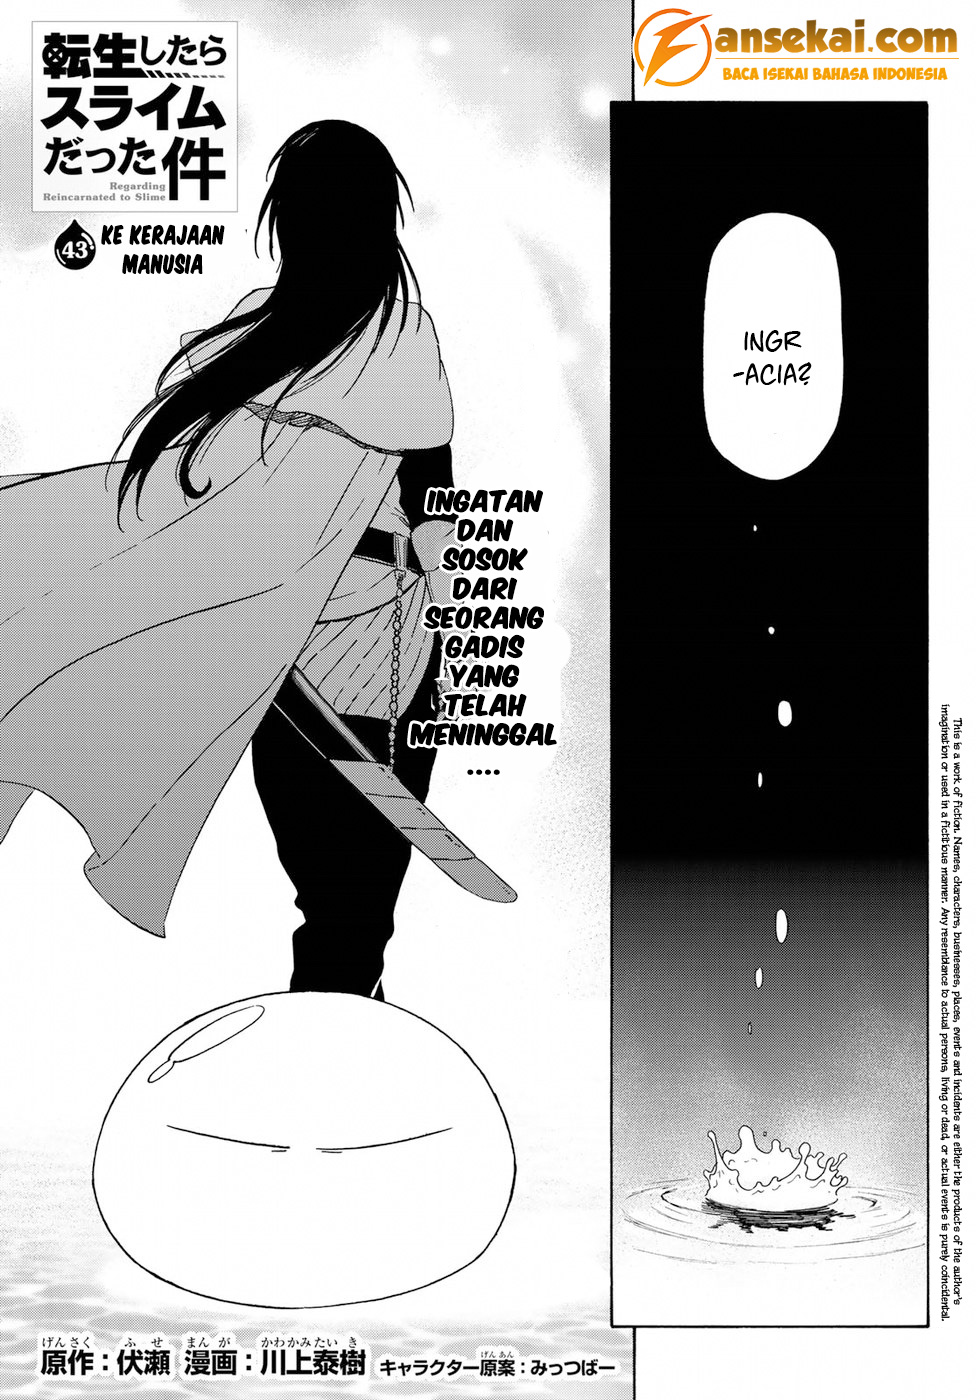 ansekai.com
BACA ISEKAI BAHASA INDONESIA
転生したら
スライム
だった件
Regarding
Reincarnated to Slime
43
KE KERAJAAN
MANUSIA
INGR
-ACIA?
INGATAN
DAN
SOSOK
DARI
SEORANG
GADIS
YANG
TELAH
MENINGGAL
....
This is a work of fiction. Names, characters, businesses, places, events and incidents are either the products of the author's
imagination or used in a fictitious manner. Any resemblance to actual persons, living or dead, or actual events is purely coincidental.
げんさく ふせ まんが かわかみたいき
原作：伏瀬 漫画：川上泰樹
げんあん
キャラクター原案：みっつばー